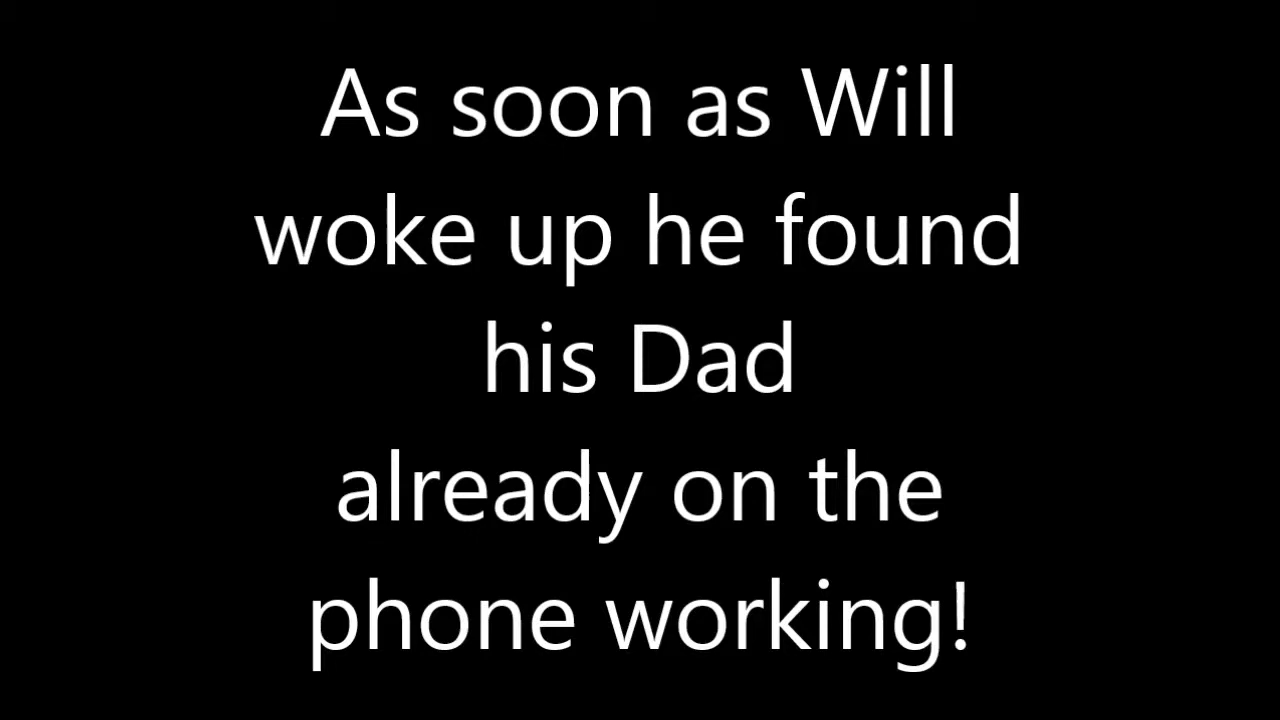 As soon as Will
woke up he found
his Dad
already on the
phone working!